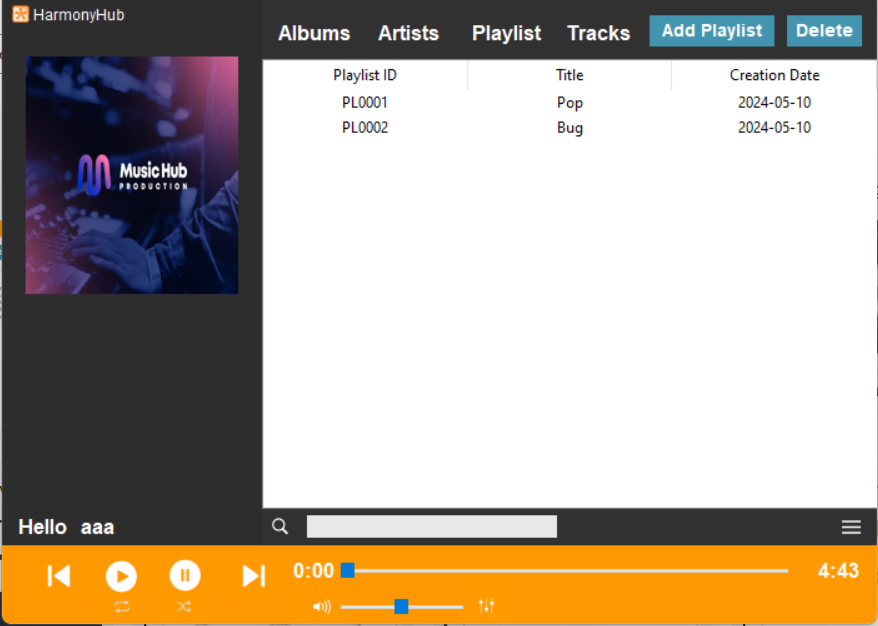 HarmonyHub
Albums Artists Playlist Tracks Add Playlist Delete
Music Hub
PRODUCTION
Playlist ID Title Creation Date
PL0001 Pop 2024-05-10
PL0002 Bug 2024-05-10
Hello aaa
0:00 4:43